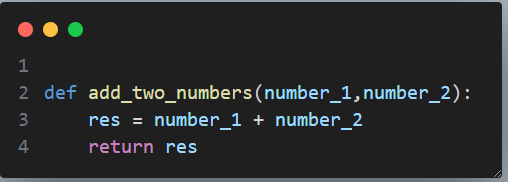 1
2 def add_two_numbers(number_1,number_2):
3     res = number_1 + number_2
4     return res